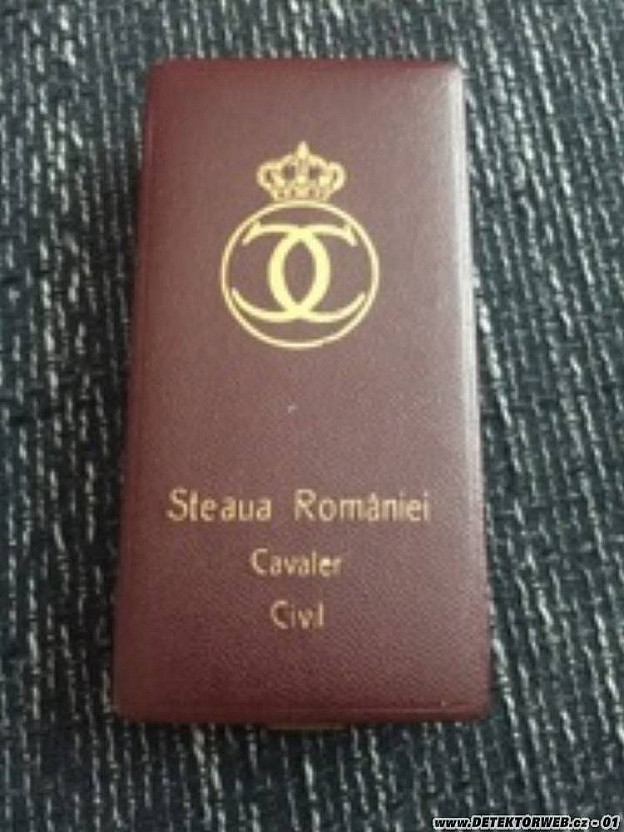 Steaua României
Cavaler
Civil
www.DETEKTORWEB.cz - 01